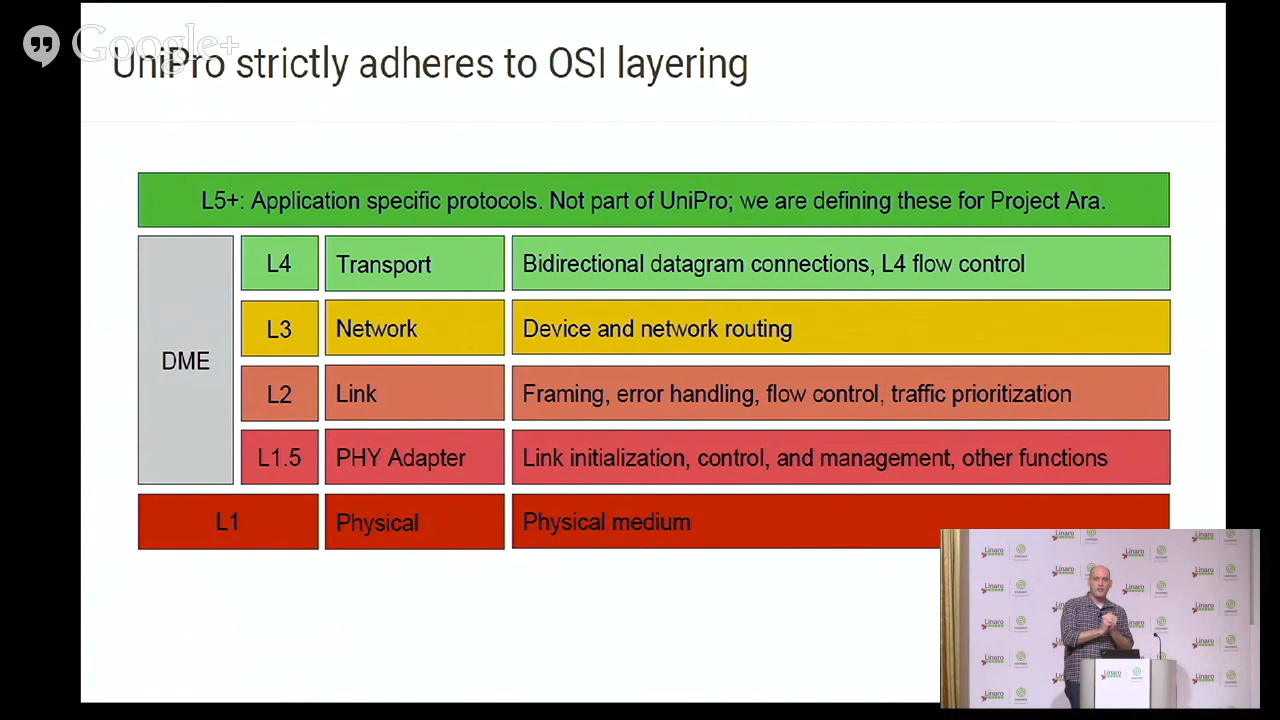 Google+
UniPro strictly adheres to OSI layering
L5+: Application specific protocols. Not part of UniPro; we are defining these for Project Ara.
DME
L4
Transport
Bidirectional datagram connections, L4 flow control
L3
Network
Device and network routing
L2
Link
Framing, error handling, flow control, traffic prioritization
L1.5
PHY Adapter
Link initialization, control, and management, other functions
L1
Physical
Physical medium
Linaro